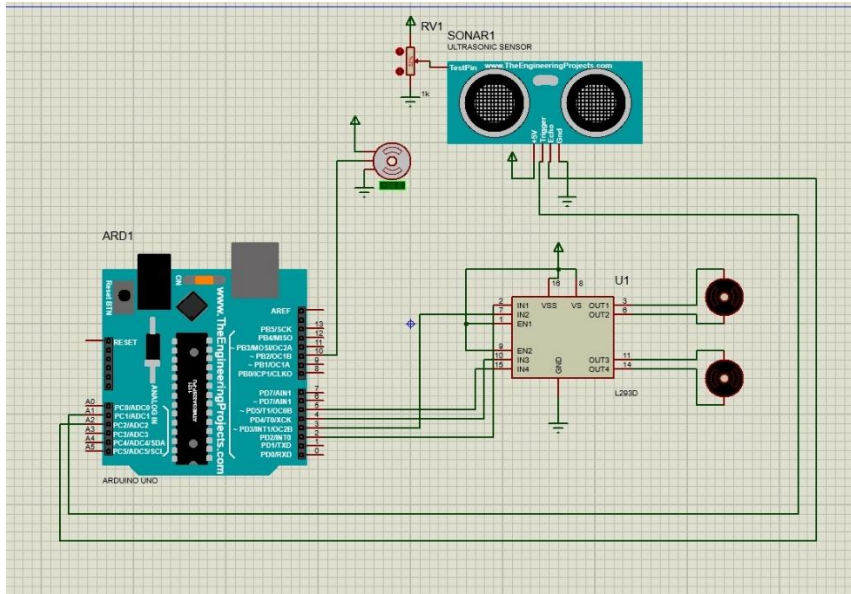 RV1
1k
SONAR1
ULTRASONIC SENSOR
TestPin
www.TheEngineeringProjects.com
+5V
Trigger
Echo
Gnd
ARD1
Reset BTN
ON
www.TheEngineeringProjects.com
ANALOG IN
AREF
RESET
PB5/SCK 13
PB4/MISO 12
~ PB3/MOSI/OC2A 11
~ PB2/OC1B 10
~ PB1/OC1A 9
PB0/ICP1/CLKO 8
PD7/AIN1 7
~ PD5/T1/OC0B 5
PD4/T0/XCK 4
~ PD3/INT1/OC2B 3
PD2/INT0 2
PD1/TXD 1
PD0/RXD 0
A0 PC0/ADC0
A1 PC1/ADC1
A2 PC2/ADC2
A3 PC3/ADC3
A4 PC4/ADC4/SDA
A5 PC5/ADC5/SCL
ARDUINO UNO
U1
16 8
2 IN1 VSS VS OUT1 3
7 IN2 OUT2 6
1 EN1
9 EN2
10 IN3 OUT3 11
15 IN4 GND OUT4 14
L293D